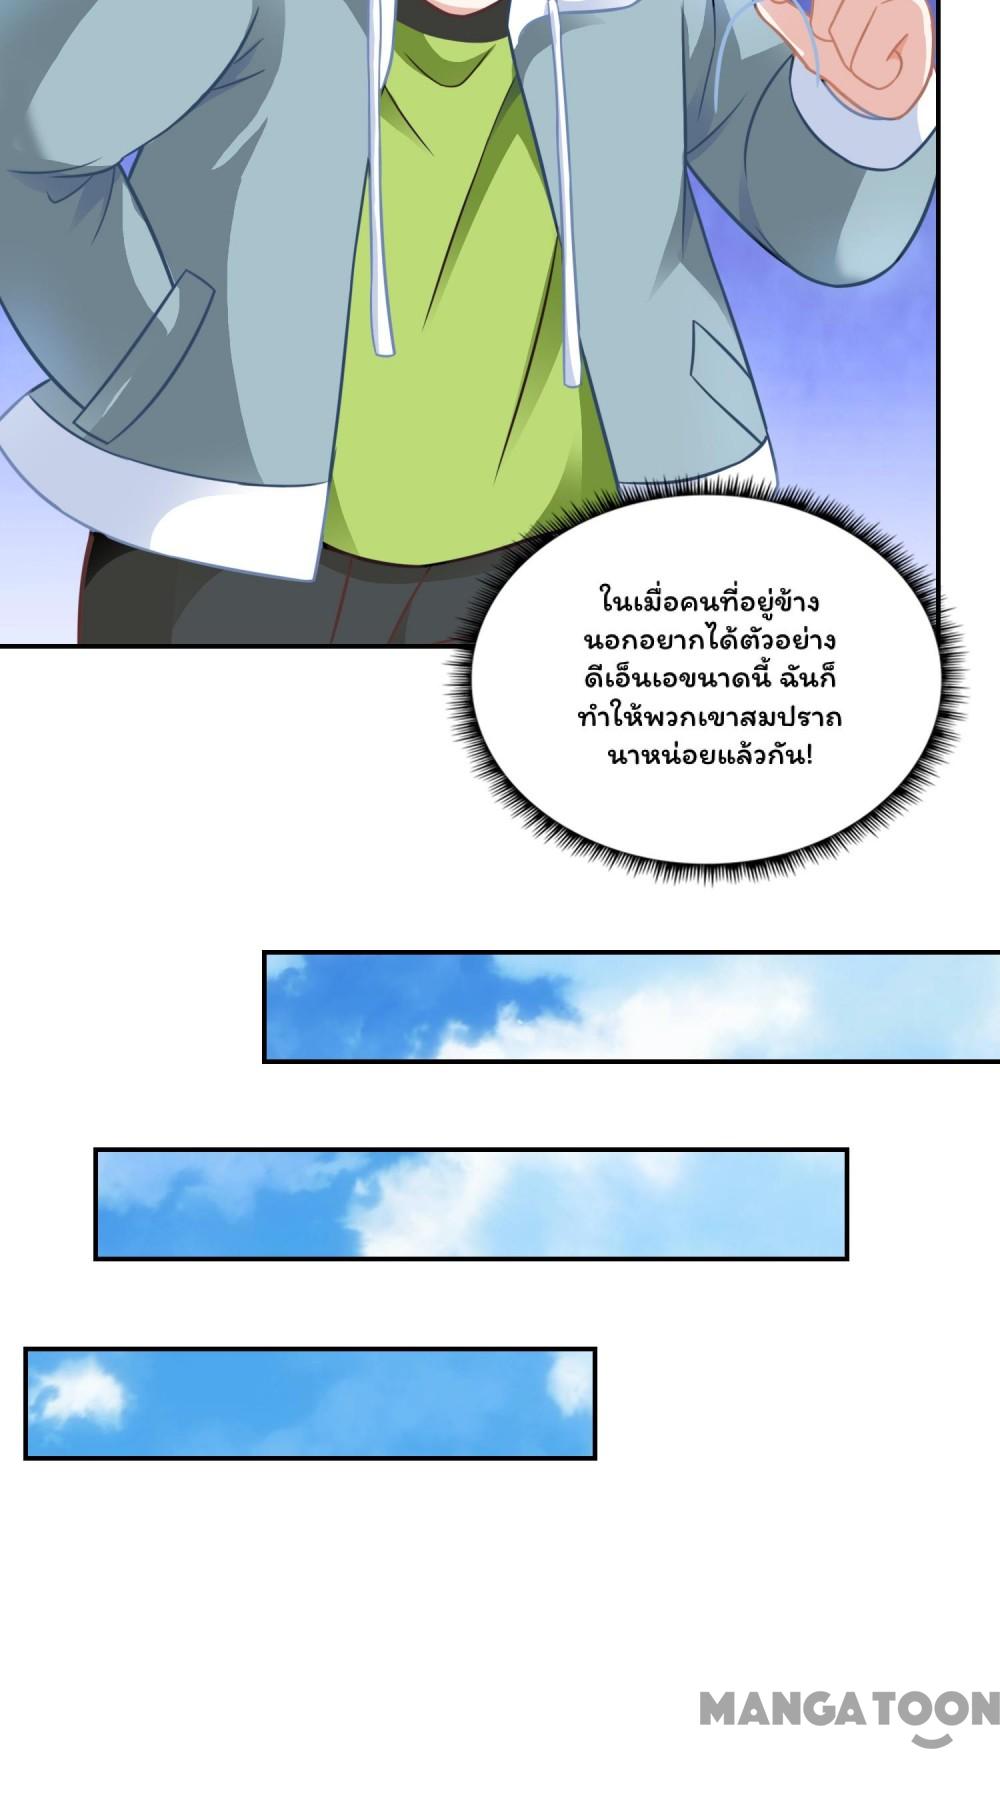 ในเมื่อคนที่อยู่ข้าง
นอกอยากได้ตัวอย่าง
ดีเอ็นเอขนาดนี้ ฉันก็
ทำให้พวกเขาสมปราถ
นาหน่อยแล้วกัน!
MANGATOON